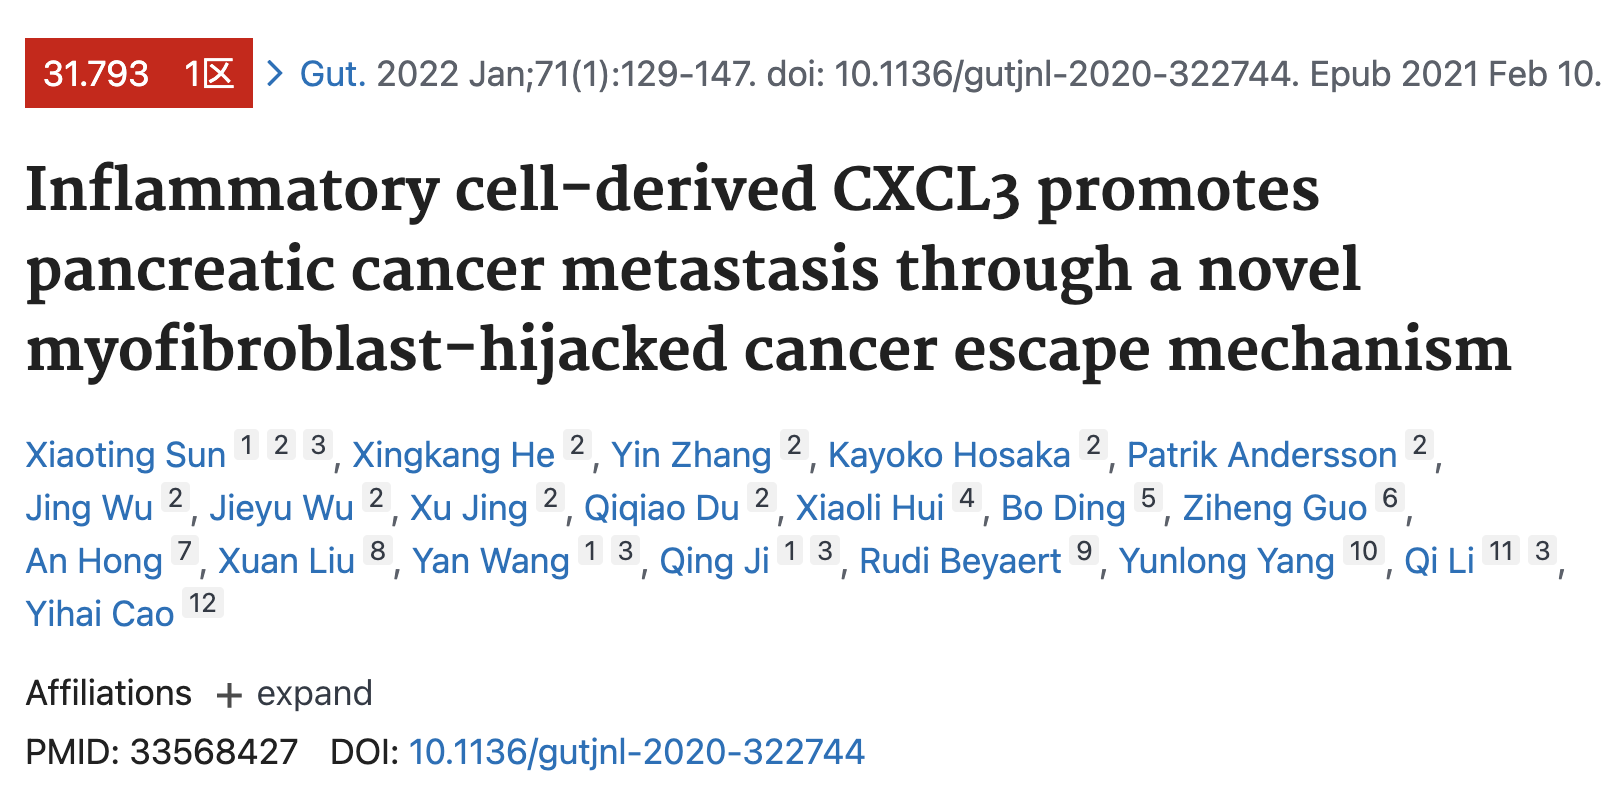 31.793 1区 > Gut. 2022 Jan;71(1):129-147. doi: 10.1136/gutjnl-2020-322744. Epub 2021 Feb 10.
Inflammatory cell-derived CXCL3 promotes
pancreatic cancer metastasis through a novel
myofibroblast-hijacked cancer escape mechanism
Xiaoting Sun 1 2 3, Xingkang He 2, Yin Zhang 2, Kayoko Hosaka 2, Patrik Andersson 2,
Jing Wu 2, Jieyu Wu 2, Xu Jing 2, Qiqiao Du 2, Xiaoli Hui 4, Bo Ding 5, Ziheng Guo 6,
An Hong 7, Xuan Liu 8, Yan Wang 1 3, Qing Ji 1 3, Rudi Beyaert 9, Yunlong Yang 10, Qi Li 11 3,
Yihai Cao 12
Affiliations + expand
PMID: 33568427 DOI: 10.1136/gutjnl-2020-322744